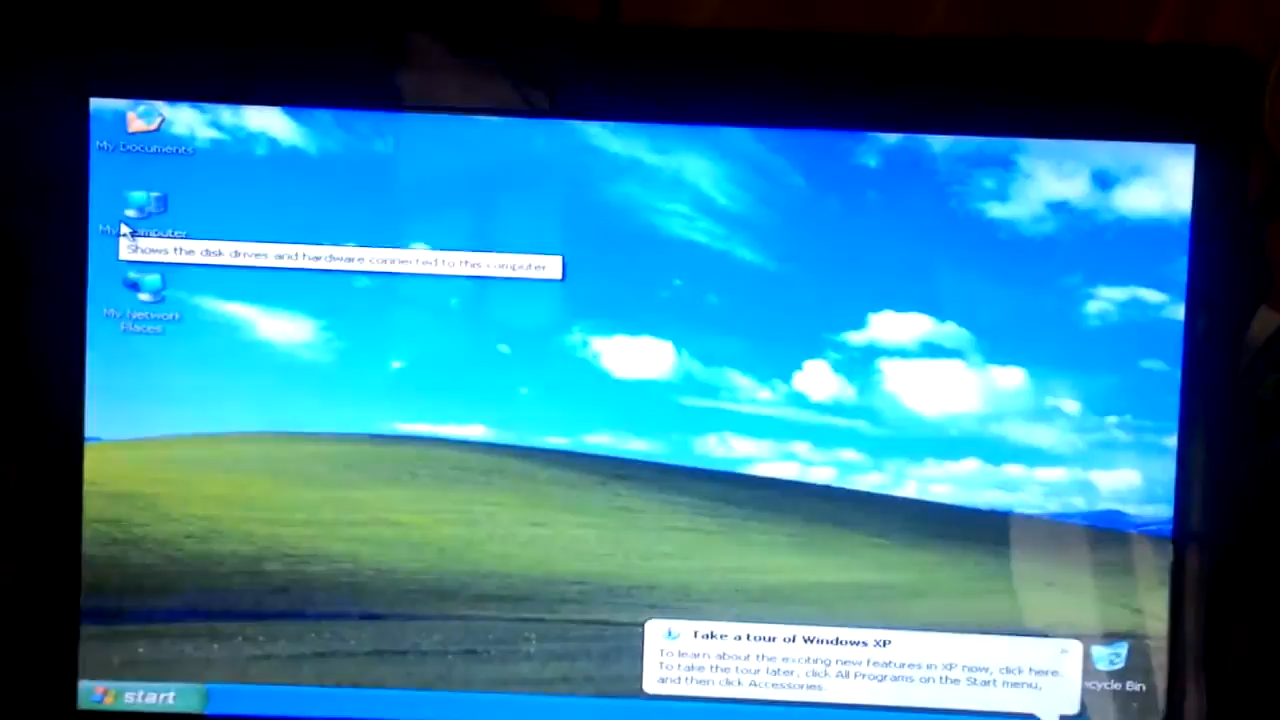 My Documents
My Computer
Shows the disk drives and hardware connected to this computer
My Network
Places
Take a tour of Windows XP
To learn about the exciting new features in XP now, click here.
To take the tour later, click All Programs on the Start menu,
and then click Accessories.
Recycle Bin
start